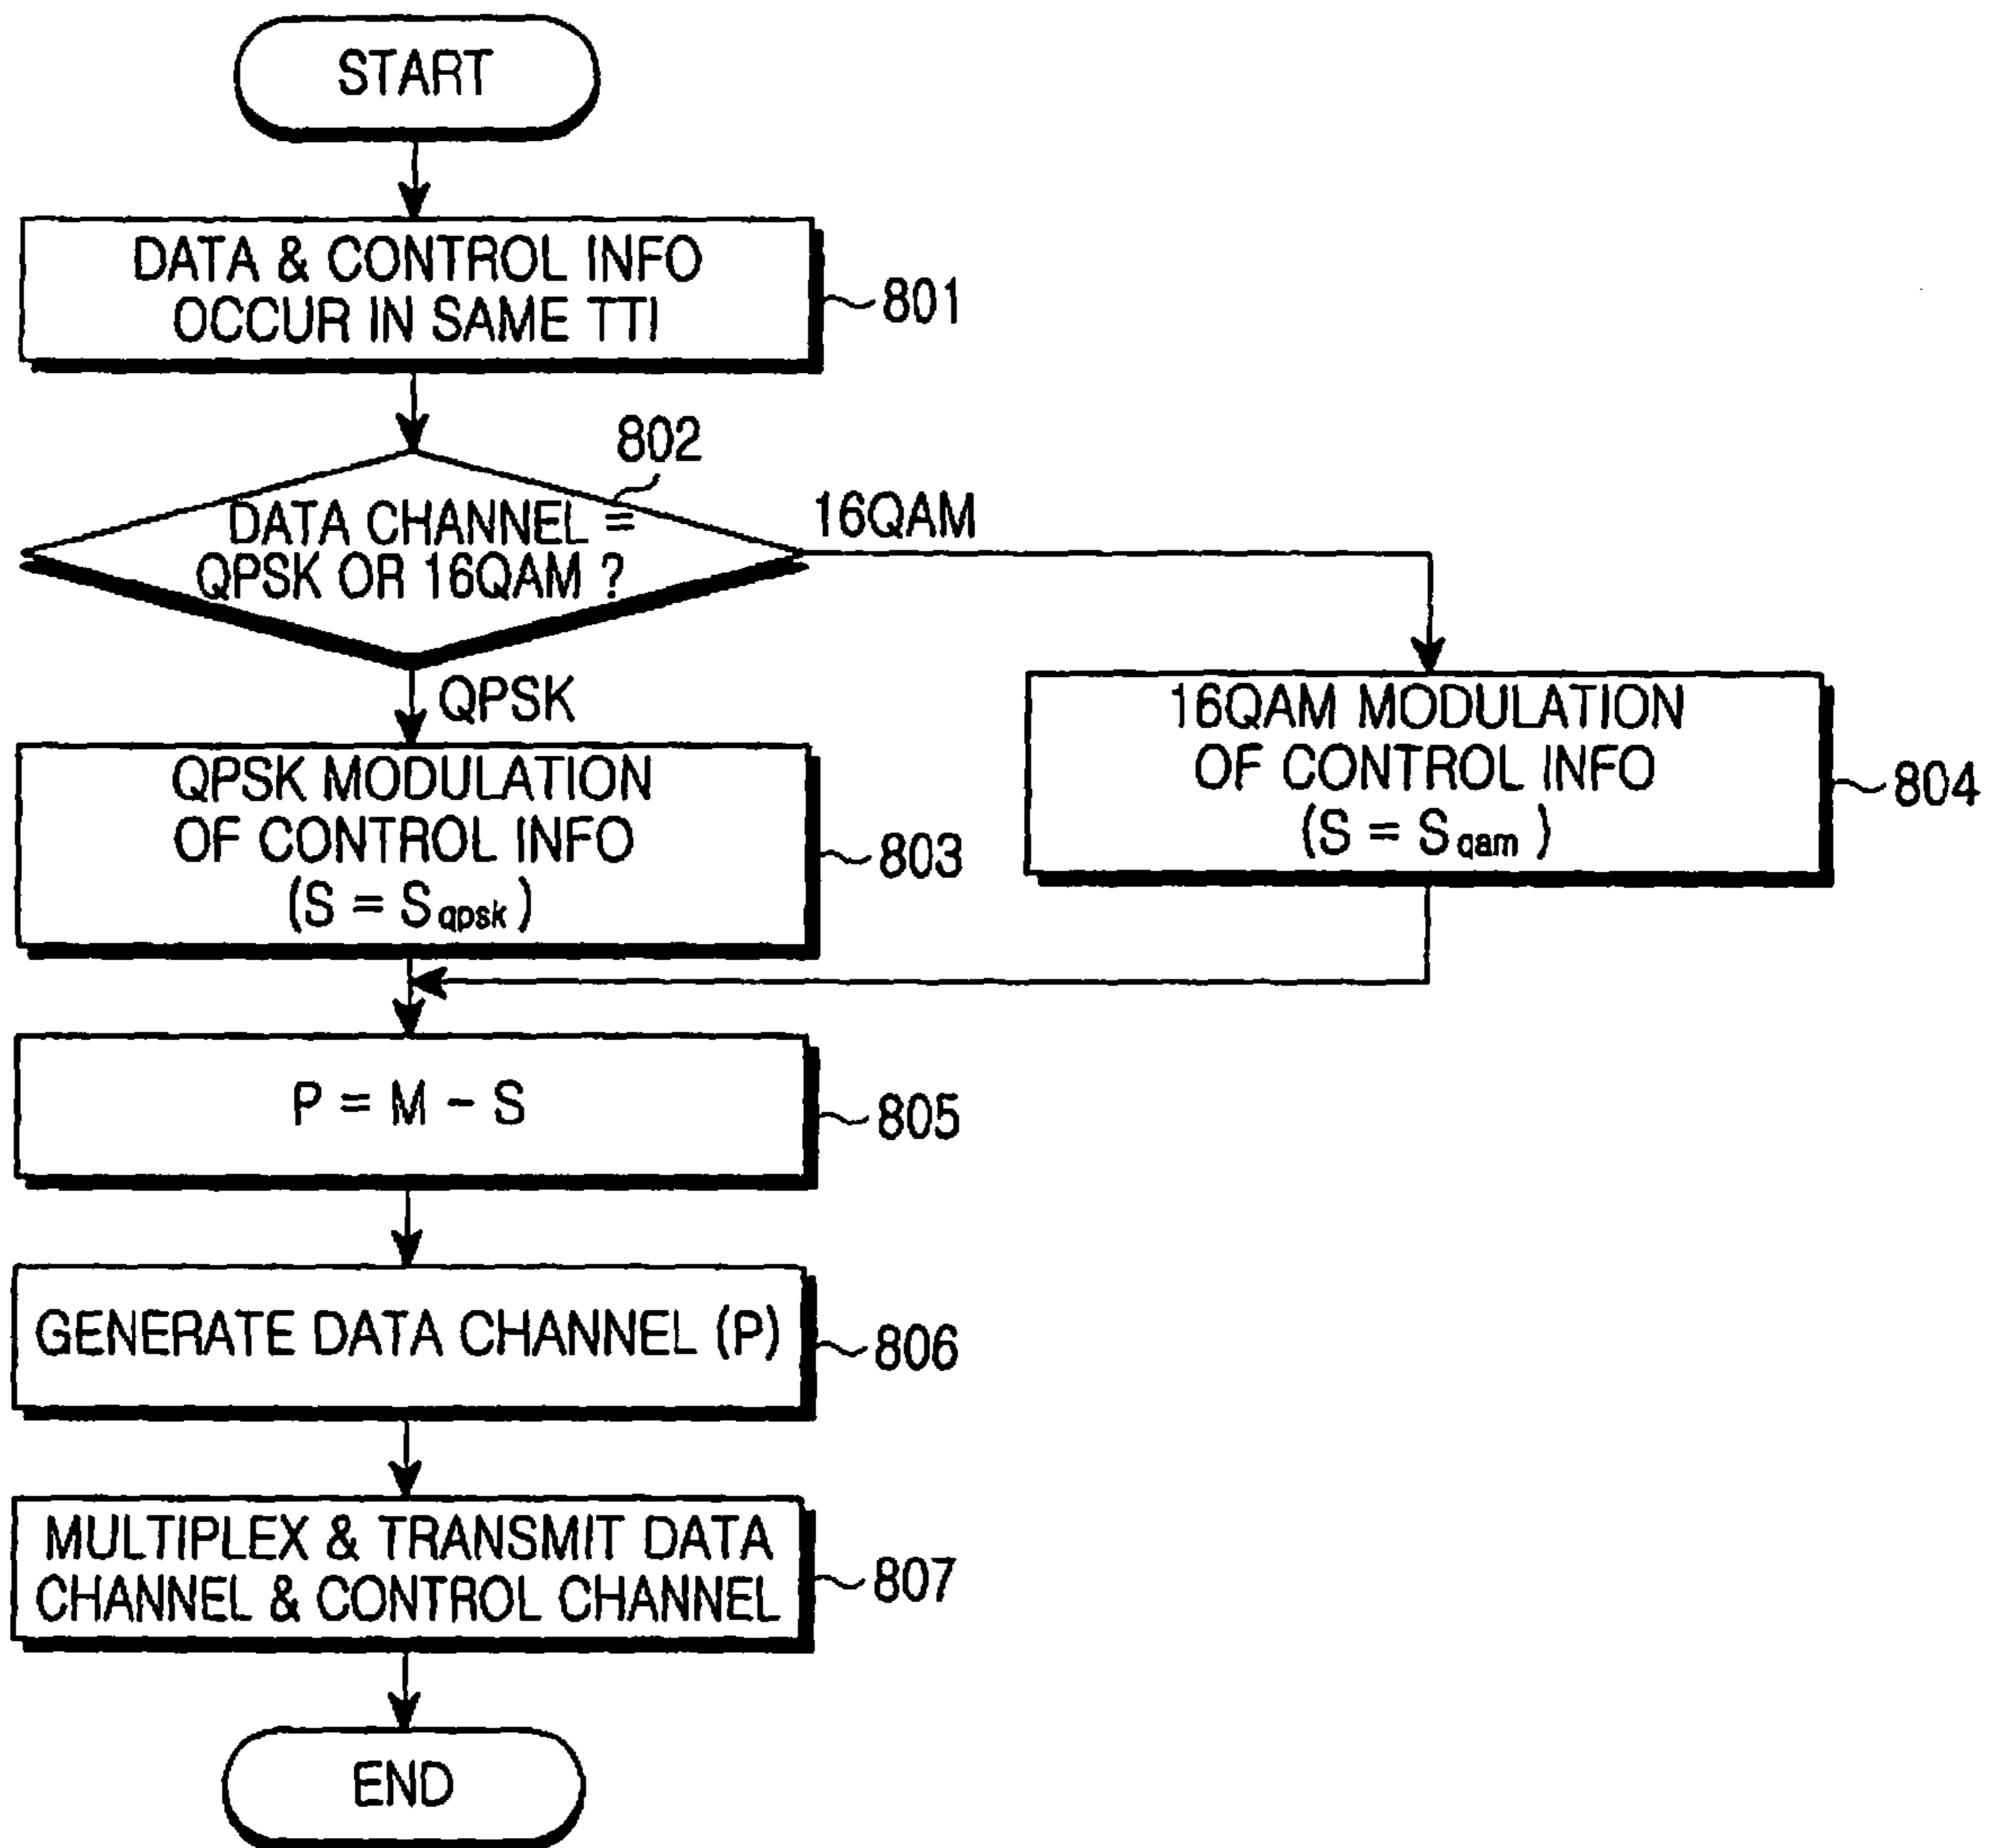 START
DATA & CONTROL INFO
OCCUR IN SAME TTI
801
802
DATA CHANNEL =
QPSK OR 16QAM ?
16QAM
QPSK
16QAM MODULATION
OF CONTROL INFO
(S = Sqam)
804
QPSK MODULATION
OF CONTROL INFO
(S = Sqpsk)
803
P = M - S
805
GENERATE DATA CHANNEL (P)
806
MULTIPLEX & TRANSMIT DATA
CHANNEL & CONTROL CHANNEL
807
END